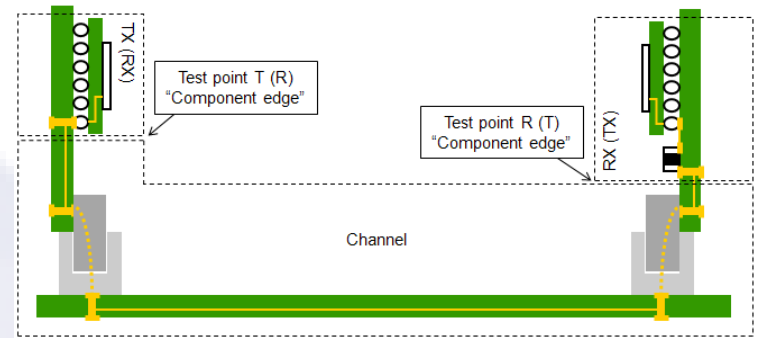 TX (RX)
Test point T (R)
“Component edge”
Test point R (T)
“Component edge”
RX (TX)
Channel